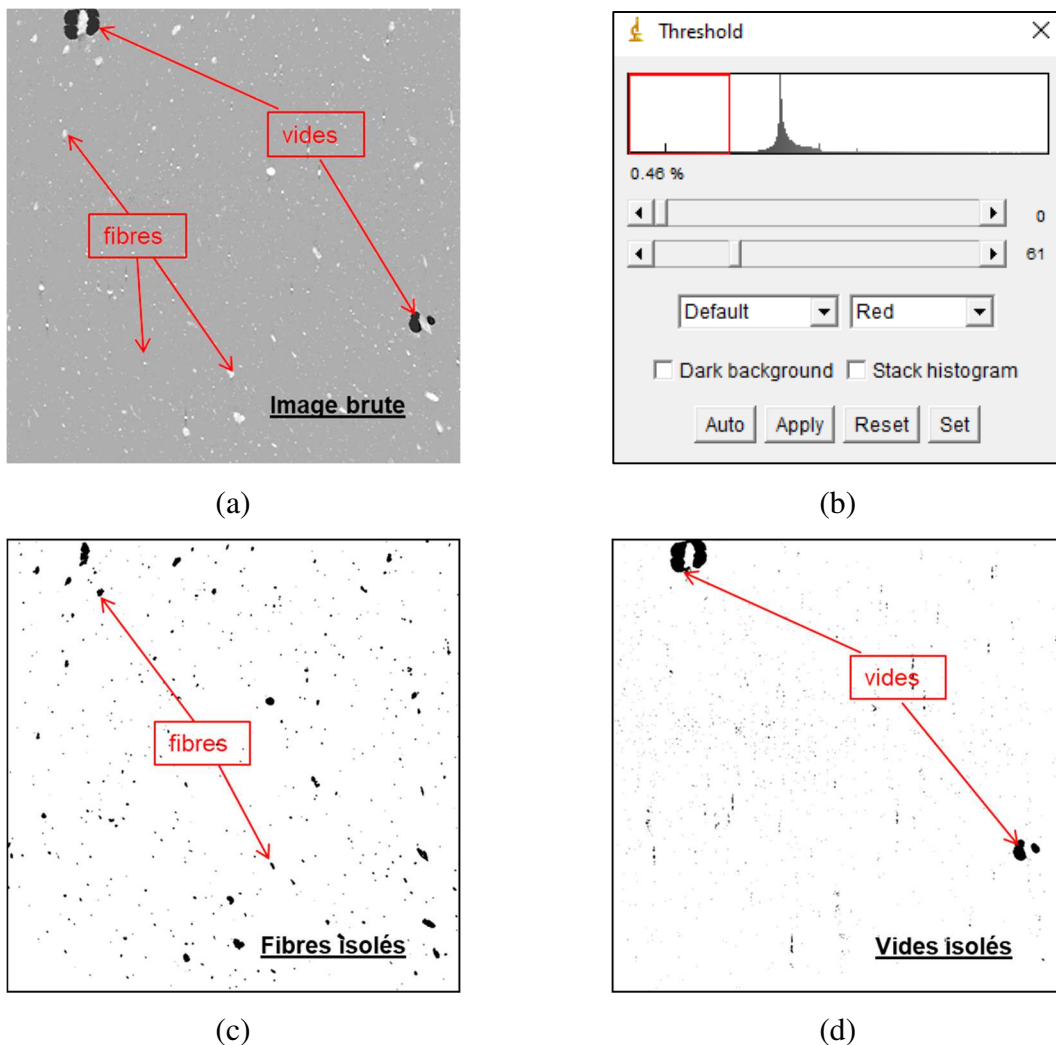 vides
fibres
Image brute
(a)
Threshold
0.46 %
0
61
Default
Red
Dark background
Stack histogram
Auto
Apply
Reset
Set
(b)
fibres
Fibres isolés
(c)
vides
Vides isolés
(d)